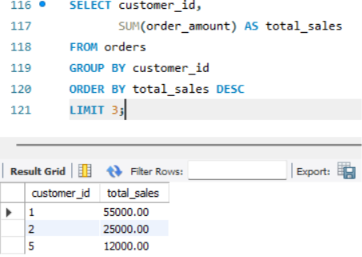 116 SELECT customer_id,
117 SUM(order_amount) AS total_sales
118 FROM orders
119 GROUP BY customer_id
120 ORDER BY total_sales DESC
121 LIMIT 3;
Result Grid Filter Rows: Export:
customer_id total_sales
1 55000.00
2 25000.00
5 12000.00